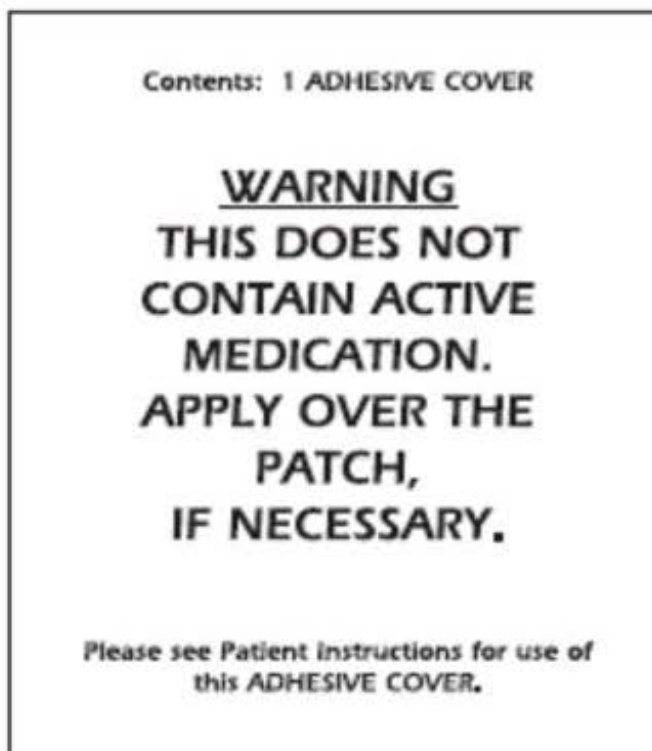 Contents: 1 ADHESIVE COVER
WARNING
THIS DOES NOT
CONTAIN ACTIVE
MEDICATION.
APPLY OVER THE
PATCH,
IF NECESSARY.
Please see Patient instructions for use of
this ADHESIVE COVER.